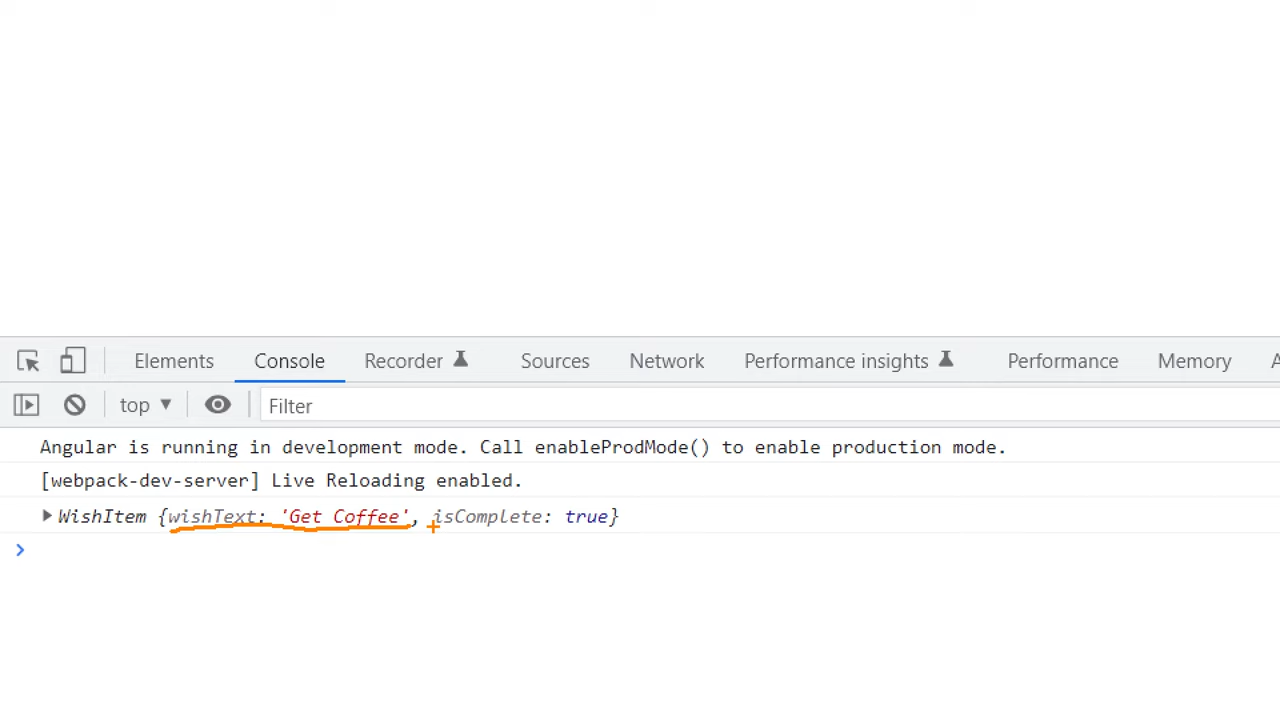 Elements Console Recorder Sources Network Performance insights Performance Memory A
top ▼ Filter
Angular is running in development mode. Call enableProdMode() to enable production mode.
[webpack-dev-server] Live Reloading enabled.
WishItem {wishText: 'Get Coffee', isComplete: true}